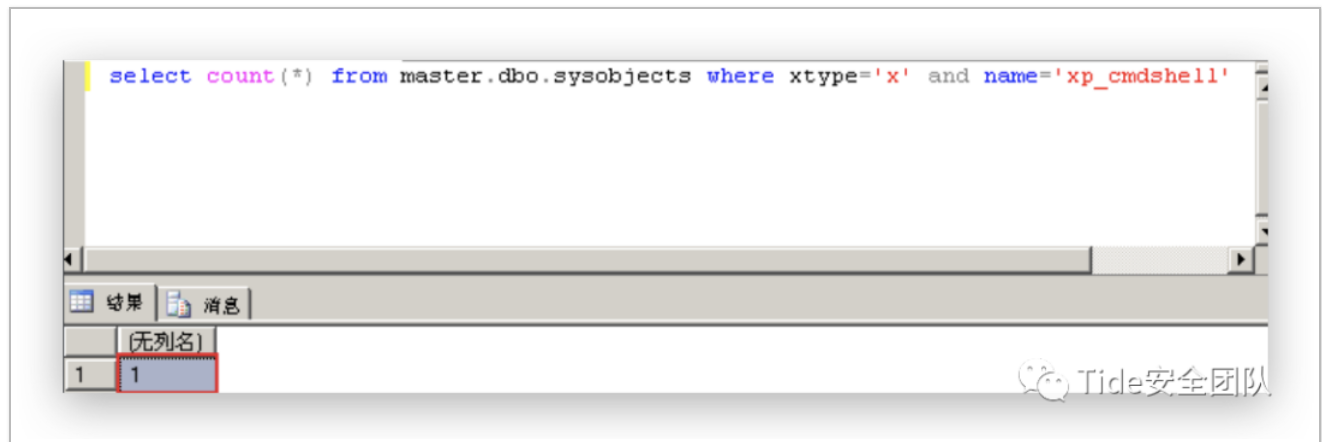 select count(*) from master.dbo.sysobjects where xtype='x' and name='xp_cmdshell'
结果 消息
(无列名)
1 1
Tide安全团队